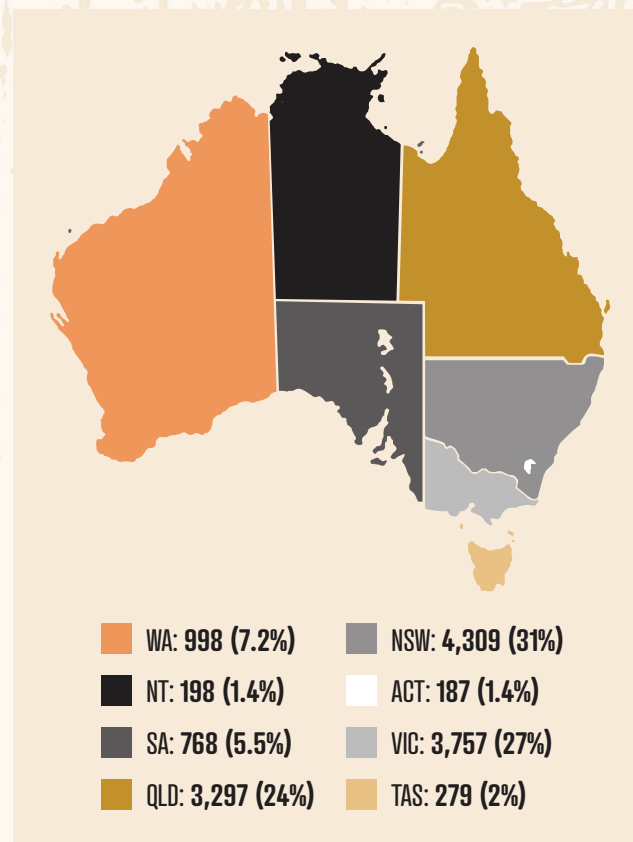 WA: 998 (7.2%)
NT: 198 (1.4%)
SA: 768 (5.5%)
QLD: 3,297 (24%)
NSW: 4,309 (31%)
ACT: 187 (1.4%)
VIC: 3,757 (27%)
TAS: 279 (2%)